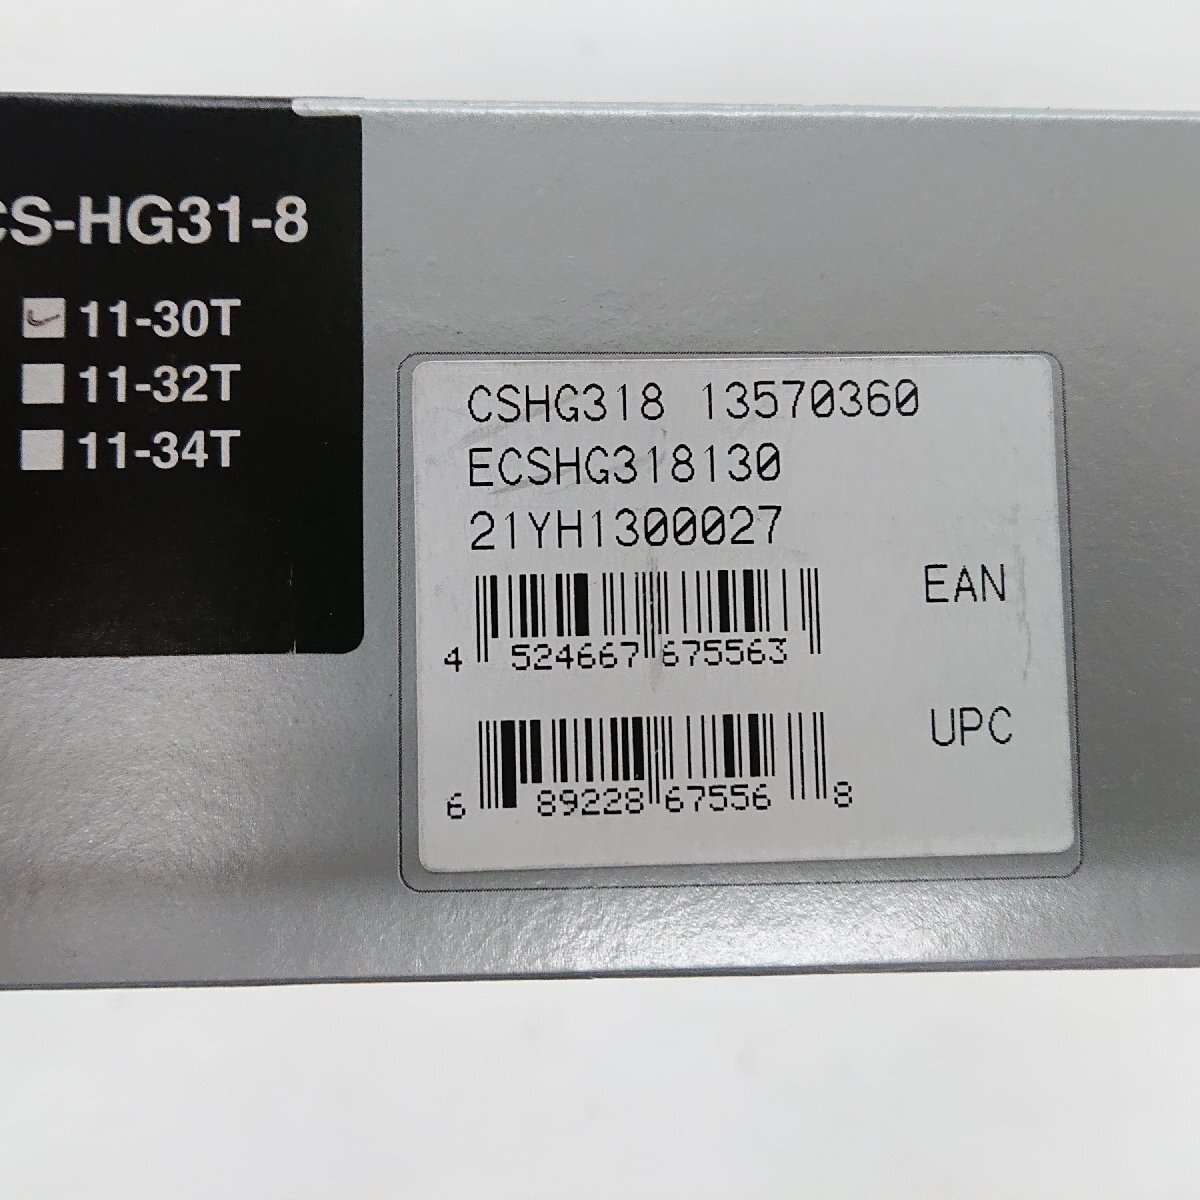 CS-HG31-8
11-30T
11-32T
11-34T
CSHG318 13570360
ECSHG318130
21YH1300027
EAN
4 524667 675563
UPC
6 89228 67556 8